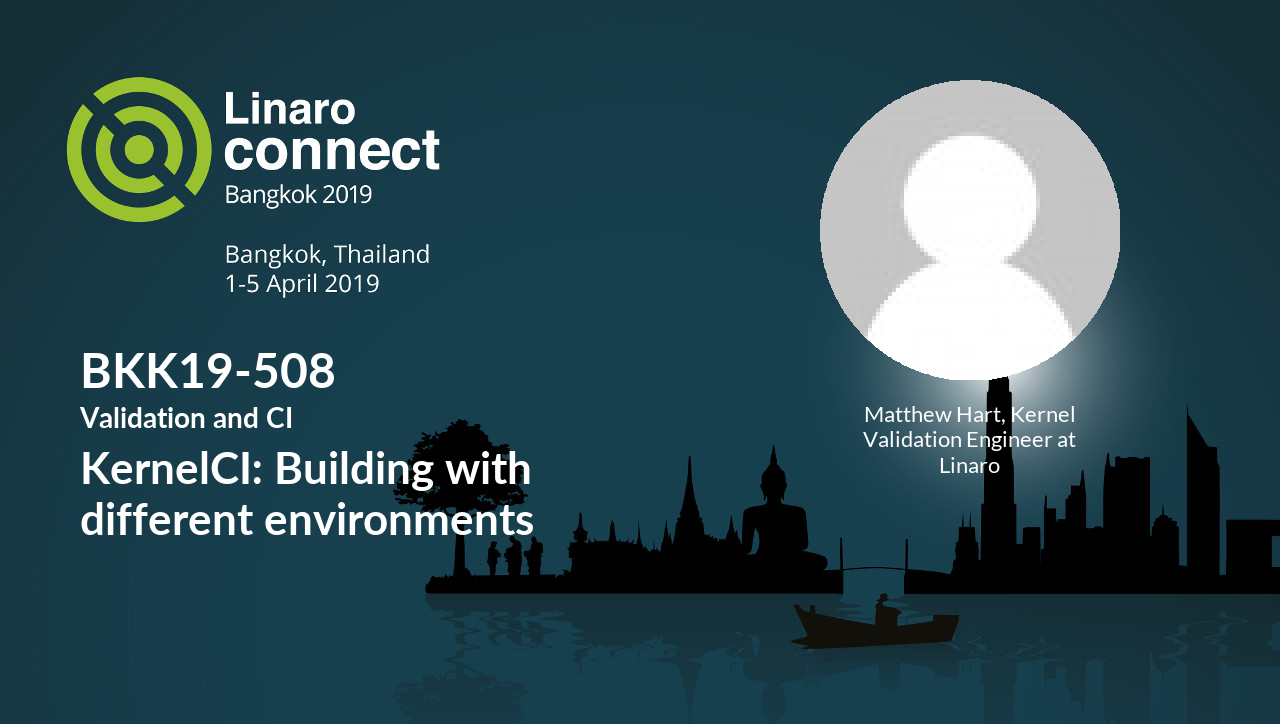 Linaro
connect
Bangkok 2019
Bangkok, Thailand
1-5 April 2019
BKK19-508
Validation and CI
KernelCI: Building with
different environments
Matthew Hart, Kernel
Validation Engineer at
Linaro